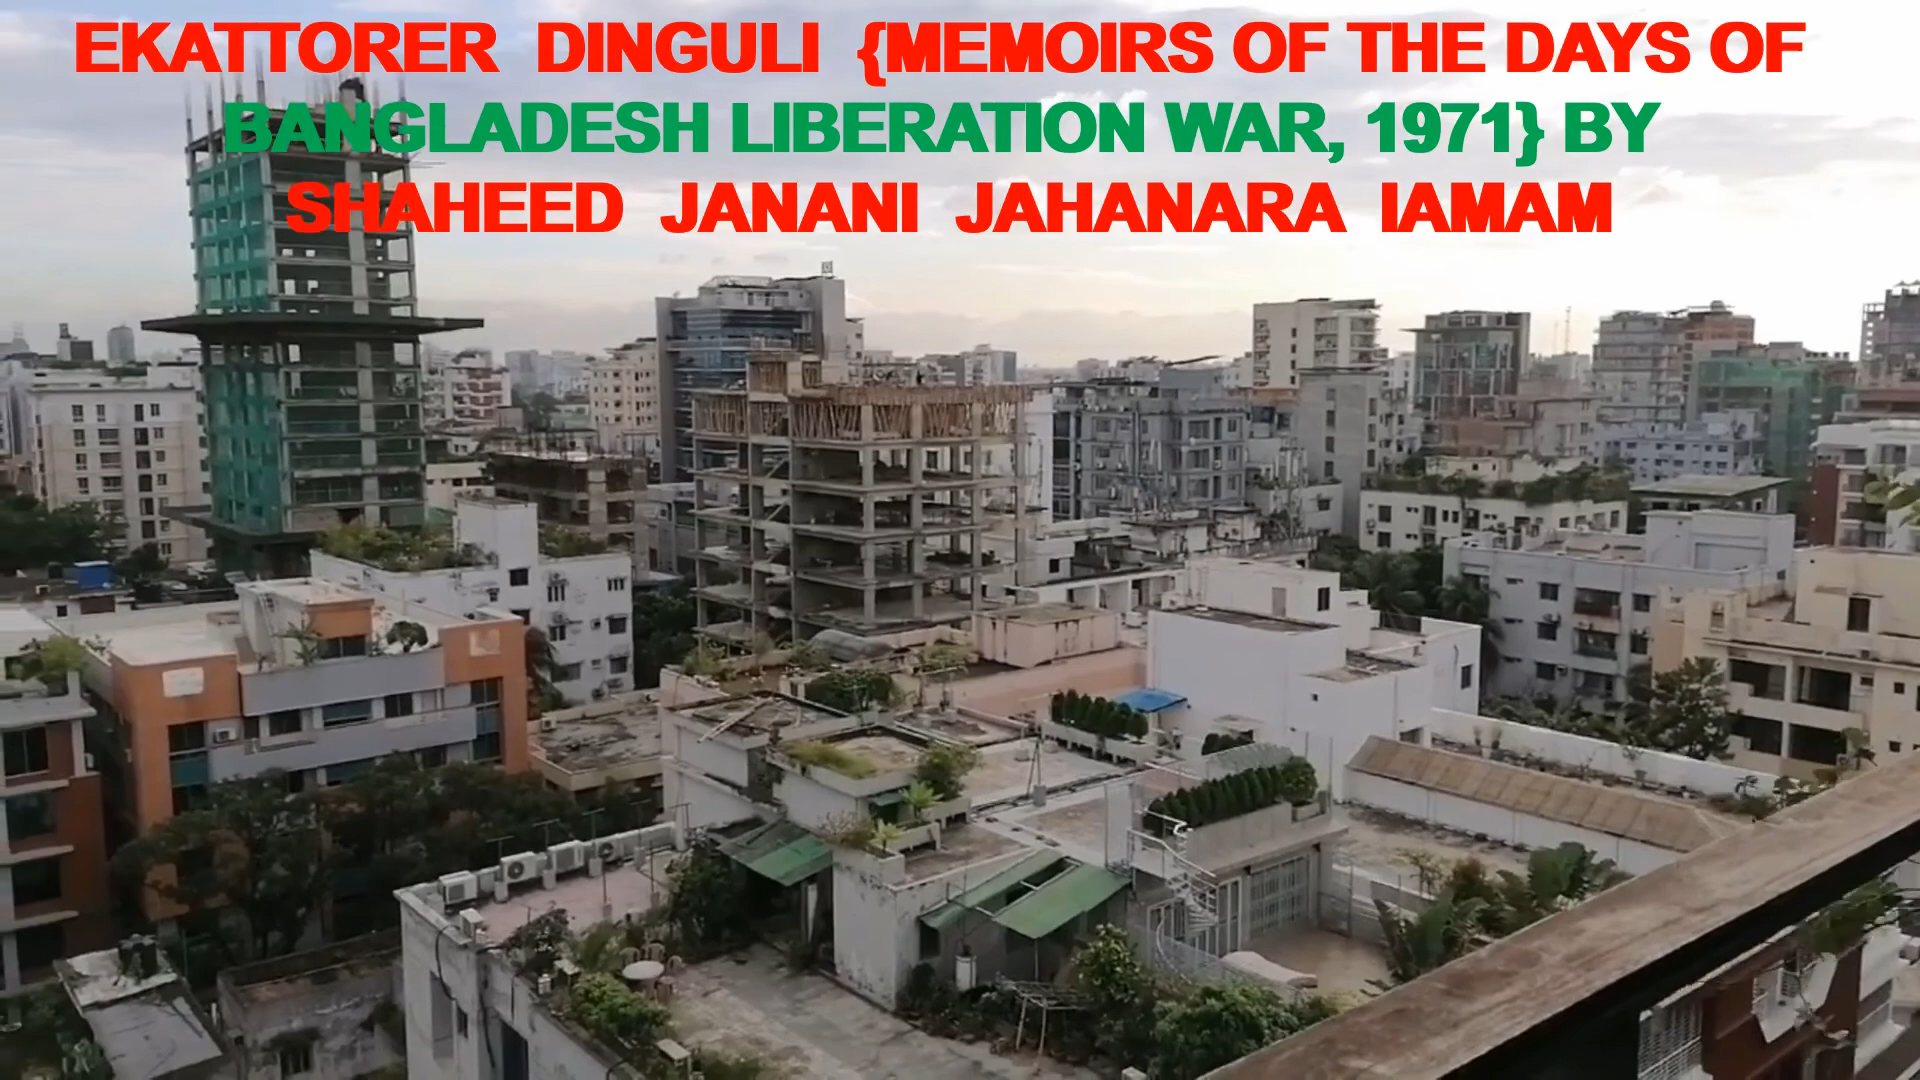 EKATTORER DINGULI {MEMOIRS OF THE DAYS OF
BANGLADESH LIBERATION WAR, 1971} BY
SHAHEED JANANI JAHANARA IAMAM